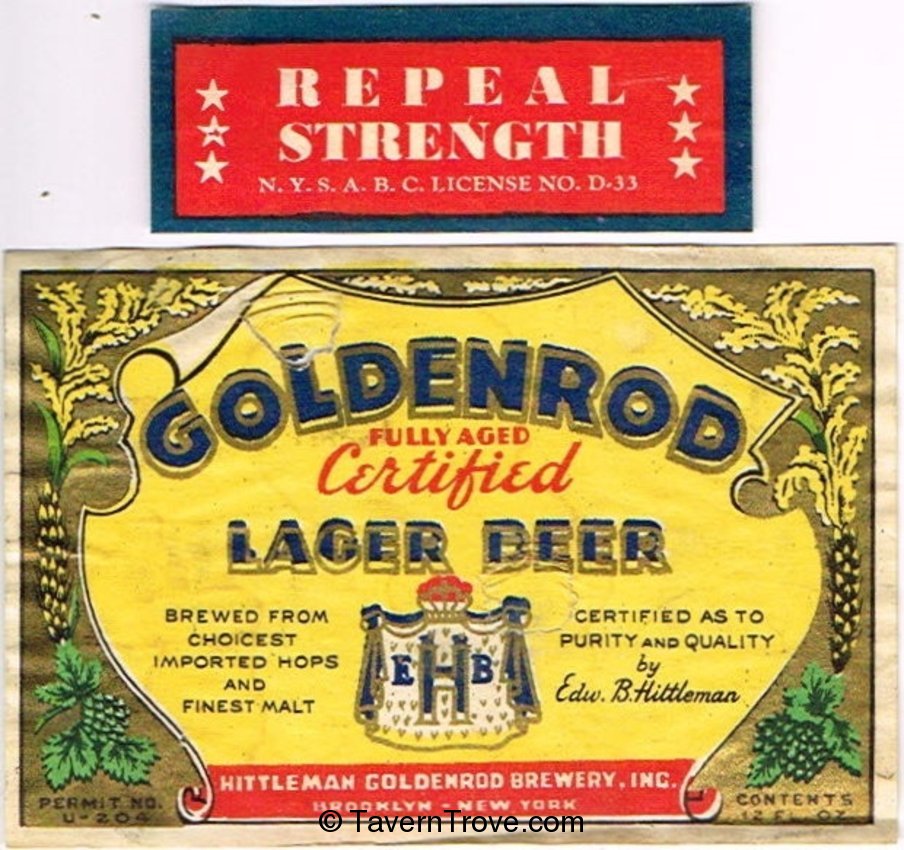 REPEAL
STRENGTH
N. Y. S. A. B. C. LICENSE NO. D-33
GOLDENROD
FULLY AGED
Certified
LAGER BEER
BREWED FROM
CHOICEST
IMPORTED HOPS
AND
FINEST MALT
E H B
CERTIFIED AS TO
PURITY AND QUALITY
by
Edw. B. Hittleman
HITTLEMAN GOLDENROD BREWERY, INC.
BROOKLYN - NEW YORK
PERMIT NO.
U-204
CONTENTS
12 FL. OZ.
© TavernTrove.com